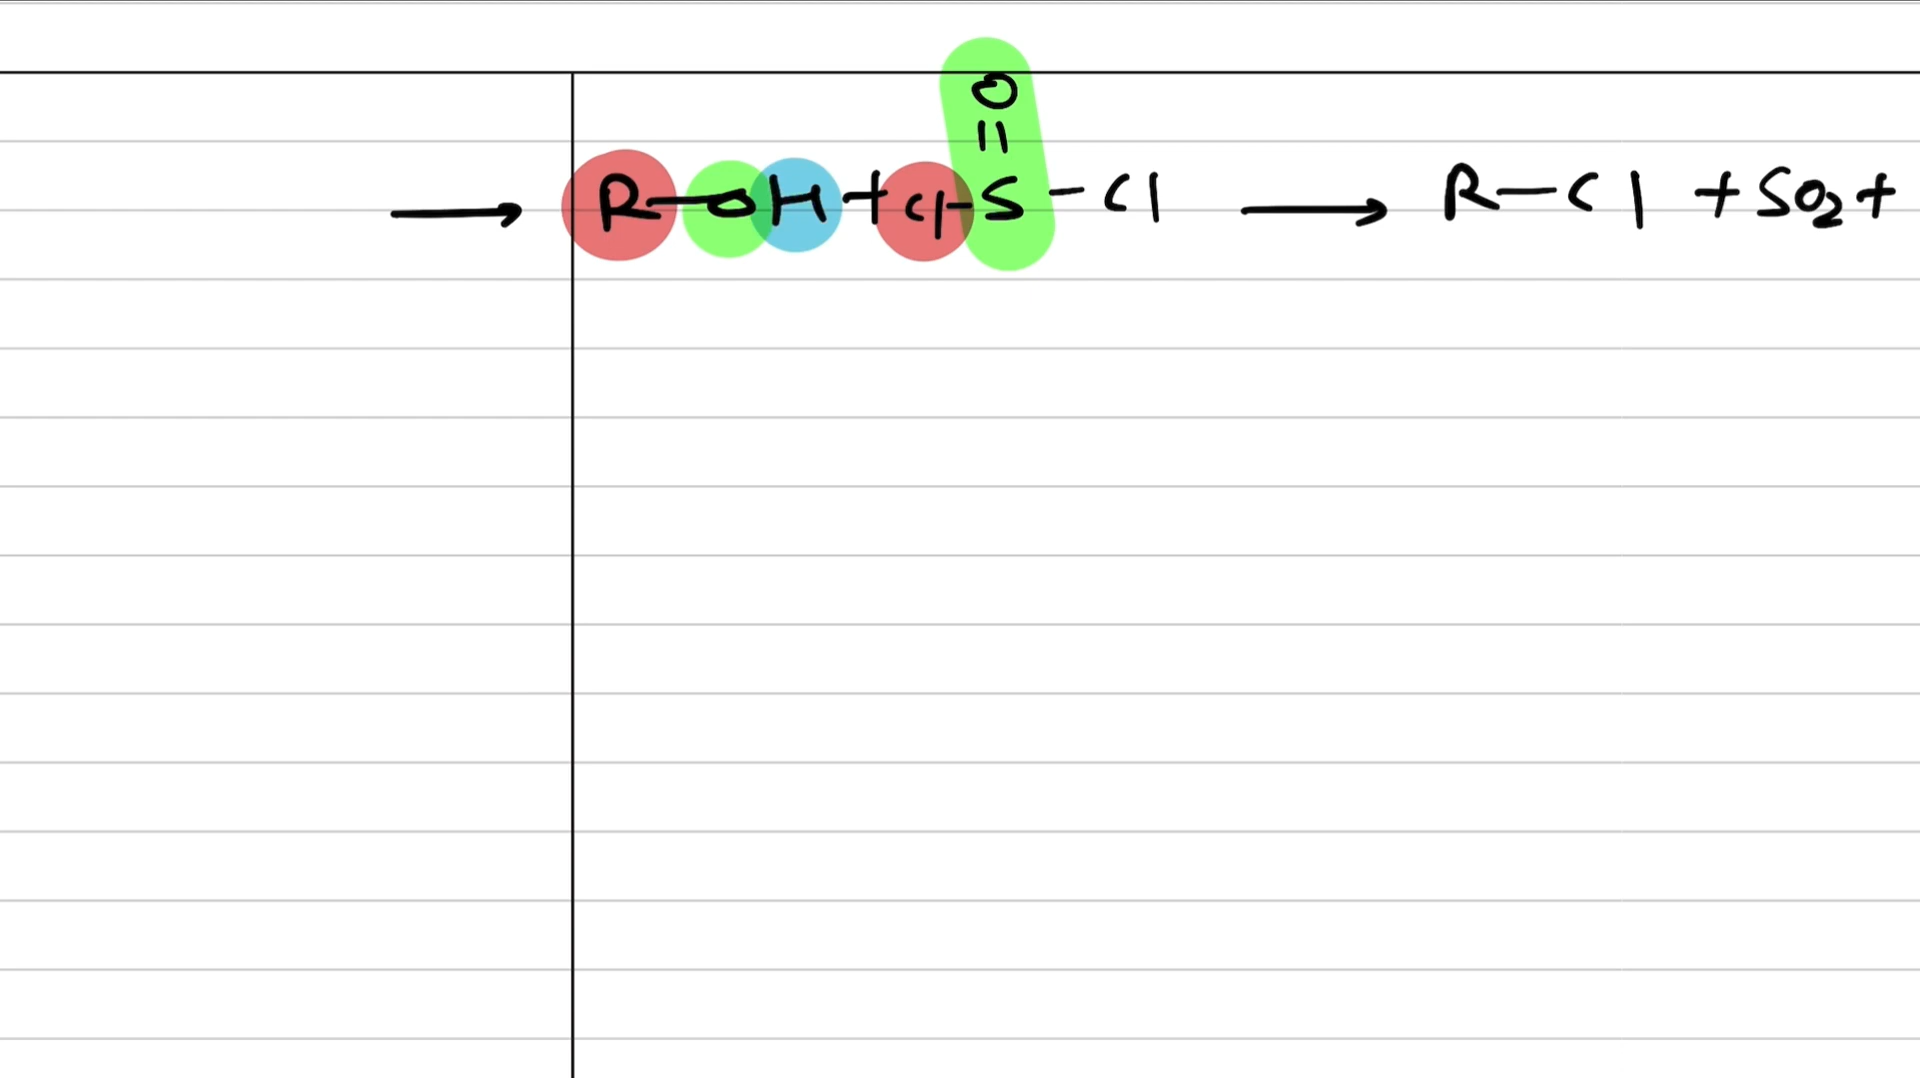 O
||
→ R—OH + Cl—S—Cl → R—Cl + SO₂ +